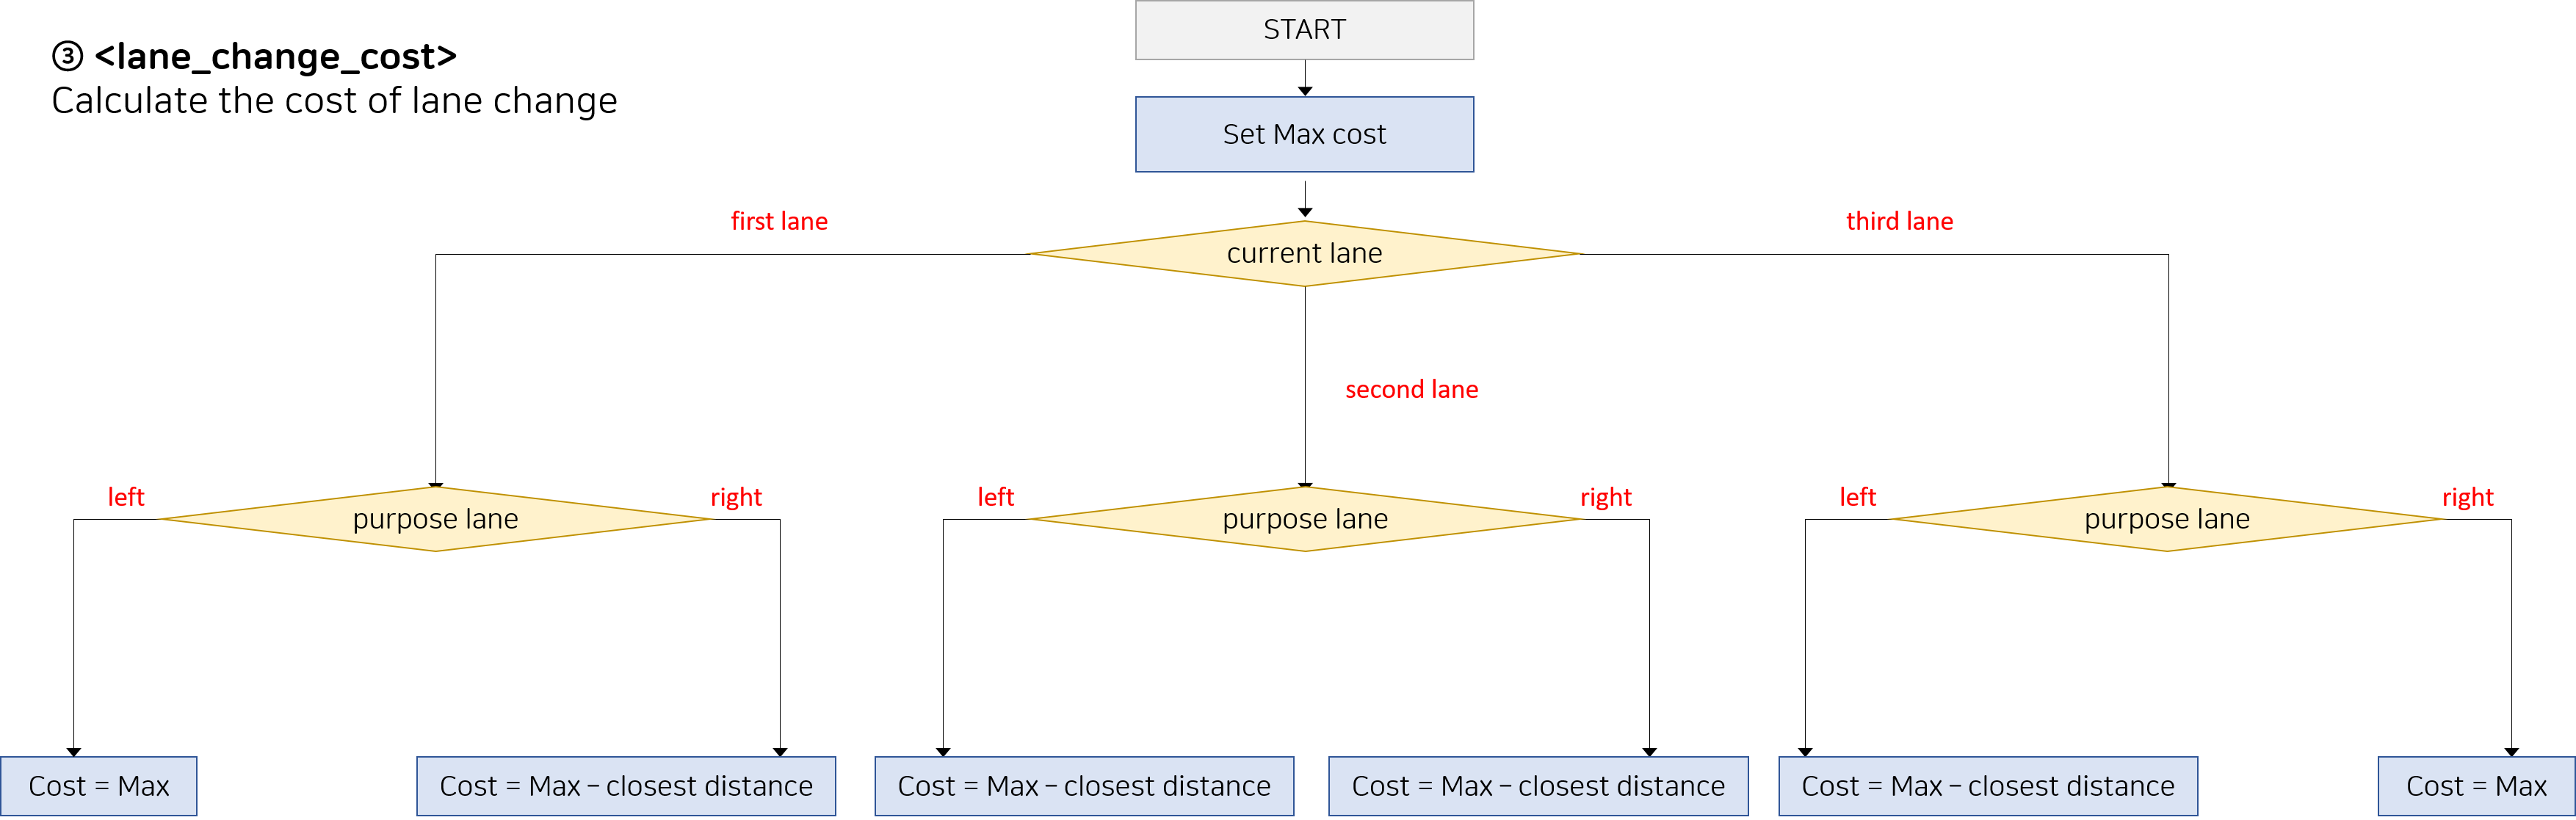 ③ <lane_change_cost>
Calculate the cost of lane change
START
Set Max cost
first lane
current lane
third lane
second lane
left
purpose lane
right
left
purpose lane
right
left
purpose lane
right
Cost = Max
Cost = Max – closest distance
Cost = Max – closest distance
Cost = Max – closest distance
Cost = Max – closest distance
Cost = Max